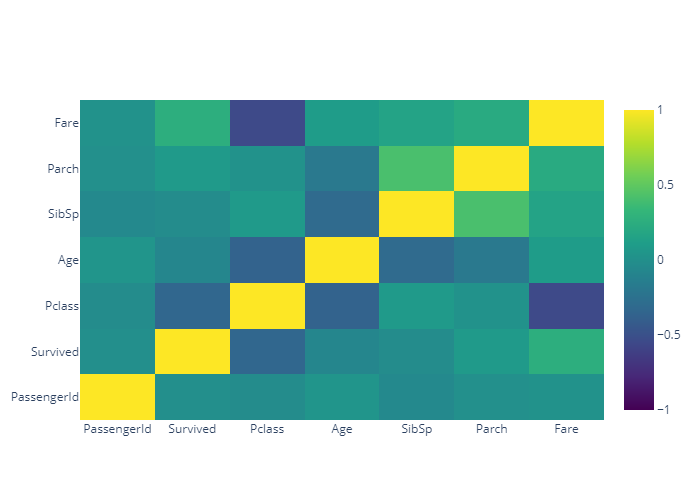 Fare
Parch
SibSp
Age
Pclass
Survived
PassengerId
PassengerId Survived Pclass Age SibSp Parch Fare
1
0.5
0
−0.5
−1